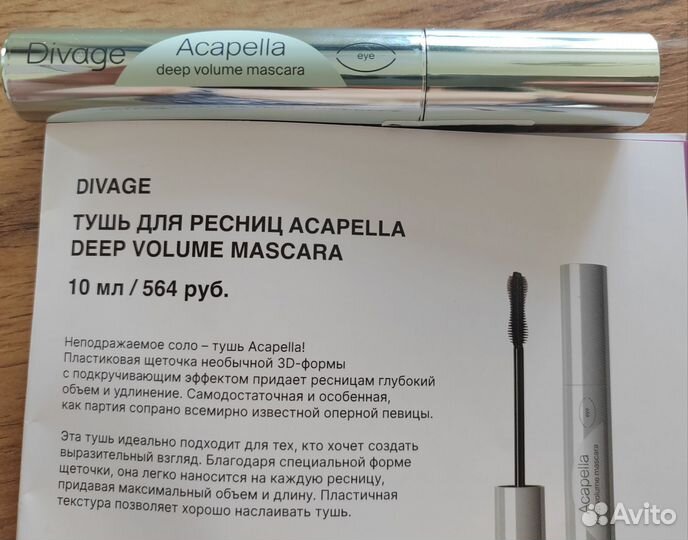 Divage
Acapella
deep volume mascara
eye
DIVAGE
ТУШЬ ДЛЯ РЕСНИЦ ACAPELLA
DEEP VOLUME MASCARA
10 мл / 564 руб.
Неподражаемое соло – тушь Acapella!
Пластиковая щеточка необычной 3D-формы
с подкручивающим эффектом придает ресницам глубокий
объем и удлинение. Самодостаточная и особенная,
как партия сопрано всемирно известной оперной певицы.
Эта тушь идеально подходит для тех, кто хочет создать
выразительный взгляд. Благодаря специальной форме
щеточки, она легко наносится на каждую ресницу,
придавая максимальный объем и длину. Пластичная
текстура позволяет хорошо наслаивать тушь.
eye
Acapella
volume mascara
Avito